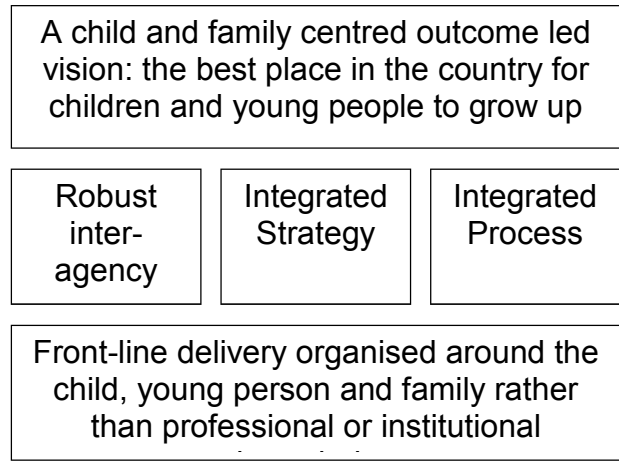 A child and family centred outcome led
vision: the best place in the country for
children and young people to grow up
Robust
inter-
agency
Integrated
Strategy
Integrated
Process
Front-line delivery organised around the
child, young person and family rather
than professional or institutional